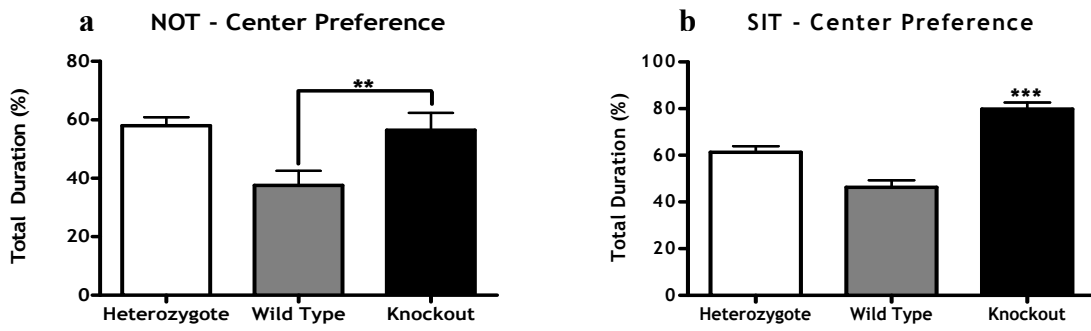 a NOT - Center Preference
Total Duration (%)
80
60
40
20
0
**
Heterozygote Wild Type Knockout
b SIT - Center Preference
Total Duration (%)
100
80
60
40
20
0
***
Heterozygote Wild Type Knockout